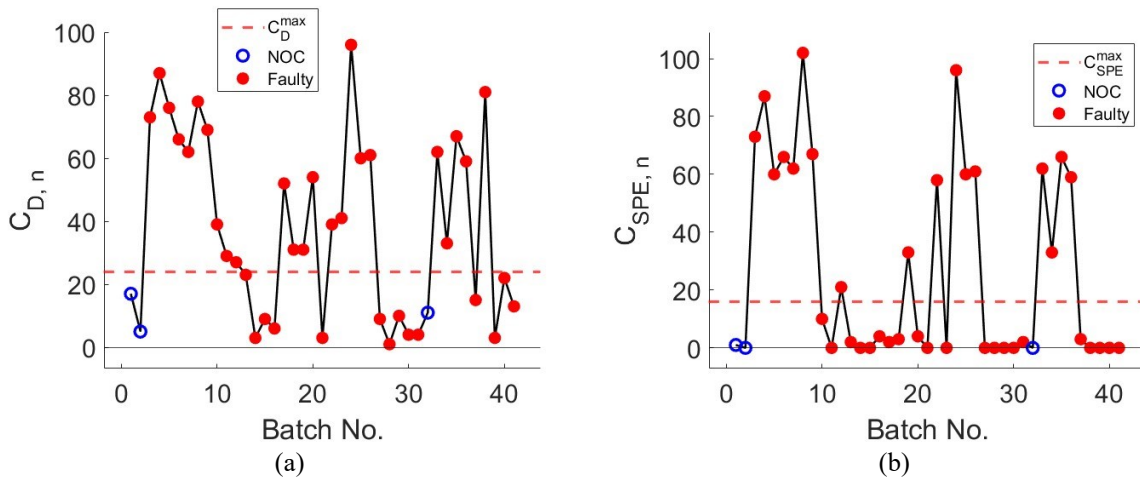 C_D^max
NOC
Faulty
100
80
60
40
20
0
C_D, n
0 10 20 30 40
Batch No.
(a)
C_SPE^max
NOC
Faulty
100
80
60
40
20
0
C_SPE, n
0 10 20 30 40
Batch No.
(b)